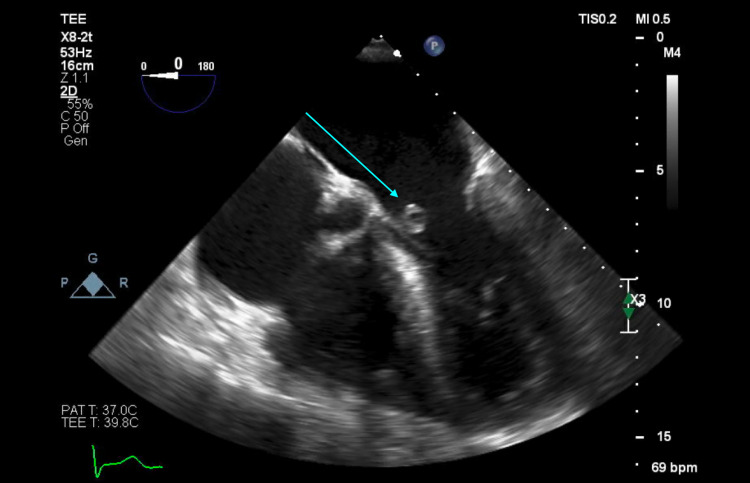 TEE
X8-2t
53Hz
16cm
Z 1.1
2D
55%
C 50
P Off
Gen
0 0 180
P
TIS0.2 MI 0.5
M4
0
5
10
15
X3
G
P R
PAT T: 37.0C
TEE T: 39.8C
69 bpm